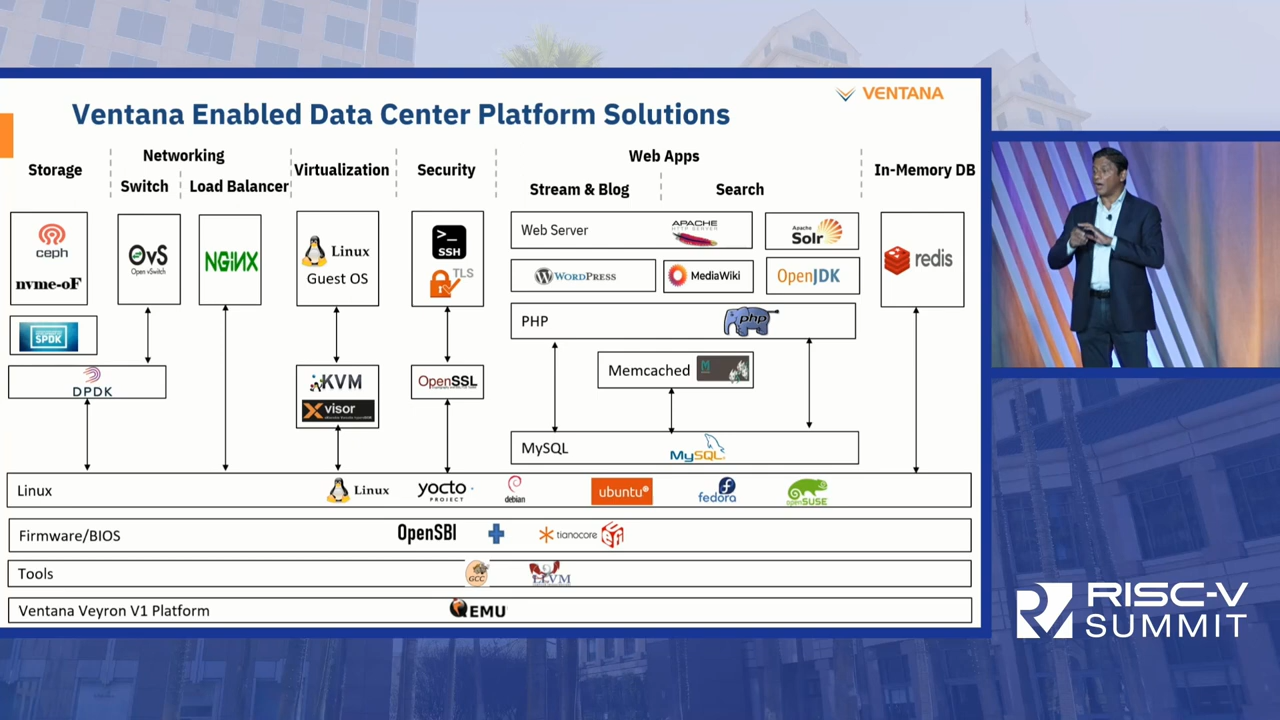 VENTANA
Ventana Enabled Data Center Platform Solutions
Storage
Networking
Switch
Load Balancer
Virtualization
Security
Web Apps
Stream & Blog
Search
In-Memory DB
ceph
nvme-oF
OvS
Open vSwitch
NGINX
Linux
Guest OS
>_
SSH
TLS
Web Server
APACHE
HTTP SERVER
Apache
Solr
WORDPRESS
MediaWiki
OpenJDK
redis
SPDK
PHP
php
DPDK
KVM
Xvisor
OpenSSL
Memcached
M
MySQL
MySQL
Linux
Linux
yocto
PROJECT
debian
ubuntu
fedora
openSUSE
Firmware/BIOS
OpenSBI
tianocore
UEFI
Tools
GCC
LLVM
Ventana Veyron V1 Platform
QEMU
RISC-V
SUMMIT